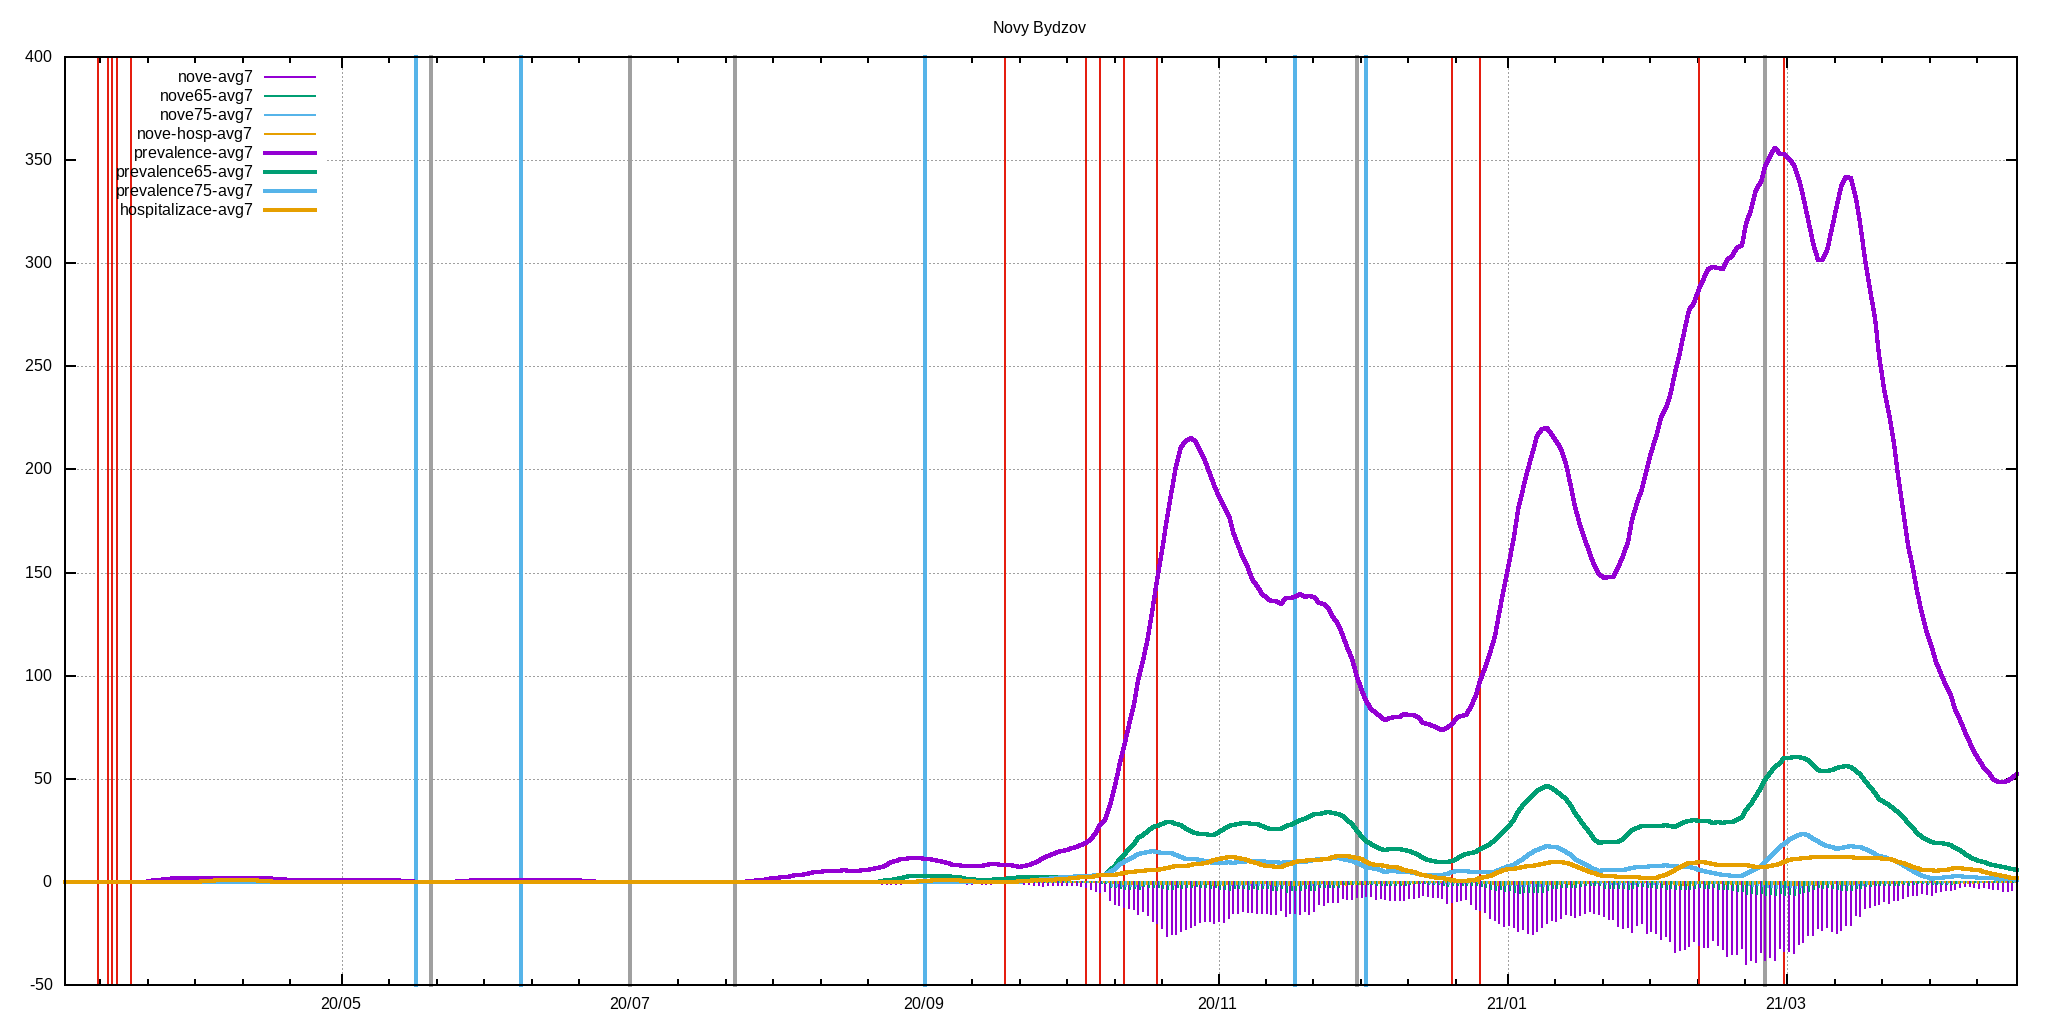 Novy Bydzov
400
350
300
250
200
150
100
50
0
-50
nove-avg7
nove65-avg7
nove75-avg7
nove-hosp-avg7
prevalence-avg7
prevalence65-avg7
prevalence75-avg7
hospitalizace-avg7
20/05
20/07
20/09
20/11
21/01
21/03